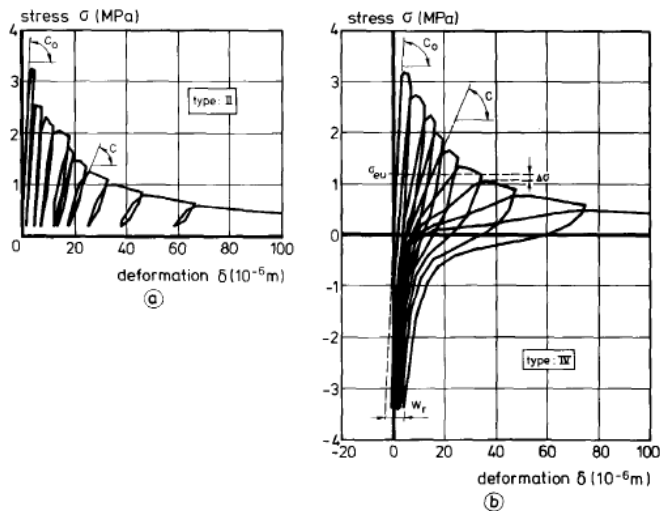 stress σ (MPa)
4
3
2
1
0
C₀
C
type: II
0 20 40 60 80 100
deformation δ (10⁻⁶m)
a
stress σ (MPa)
4
3
2
1
0
-1
-2
-3
-4
C₀
C
σeu
Δσ
type: IV
wr
-20 0 20 40 60 80 100
deformation δ (10⁻⁶m)
b